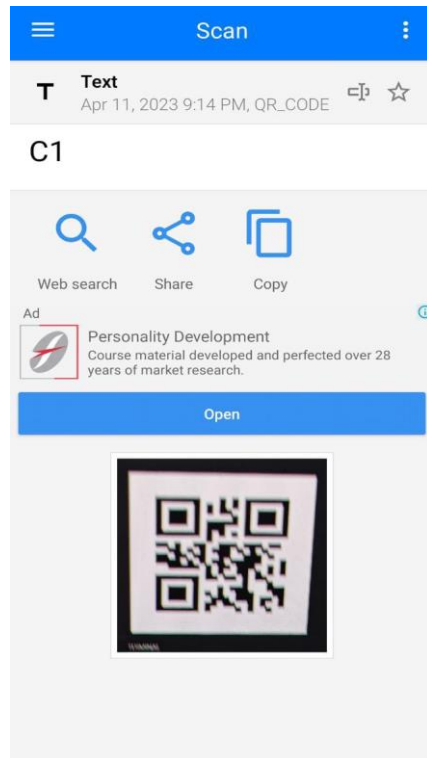 Scan
Text
Apr 11, 2023 9:14 PM, QR_CODE
C1
Web search Share Copy
Ad
Personality Development
Course material developed and perfected over 28
years of market research.
Open